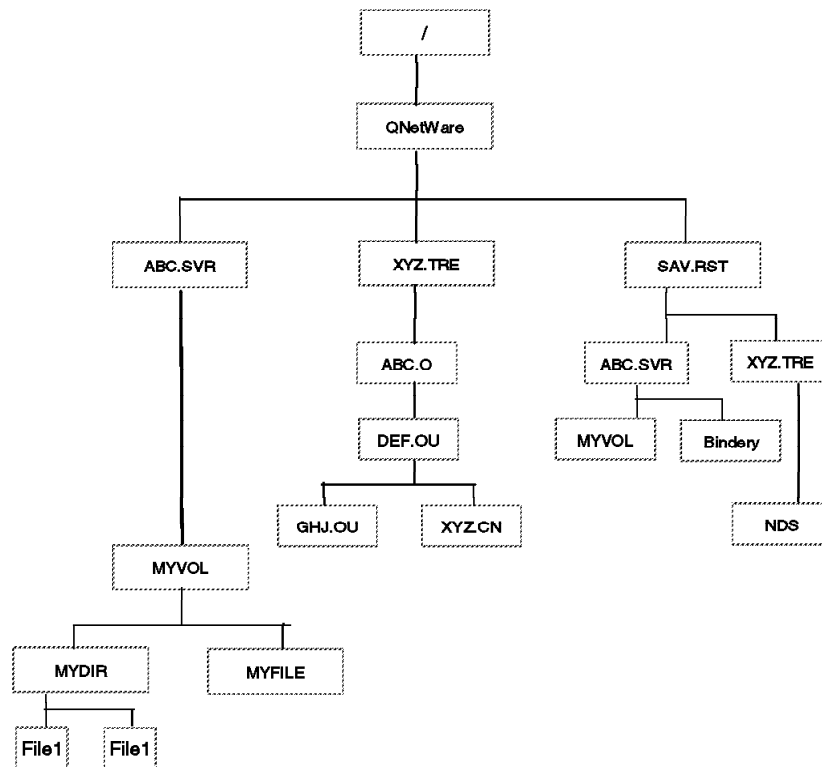 /
QNetWare
ABC.SVR
XYZ.TRE
SAV.RST
ABC.O
ABC.SVR
XYZ.TRE
DEF.OU
MYVOL
Bindery
GHJ.OU
XYZ.CN
NDS
MYVOL
MYDIR
MYFILE
File1
File1